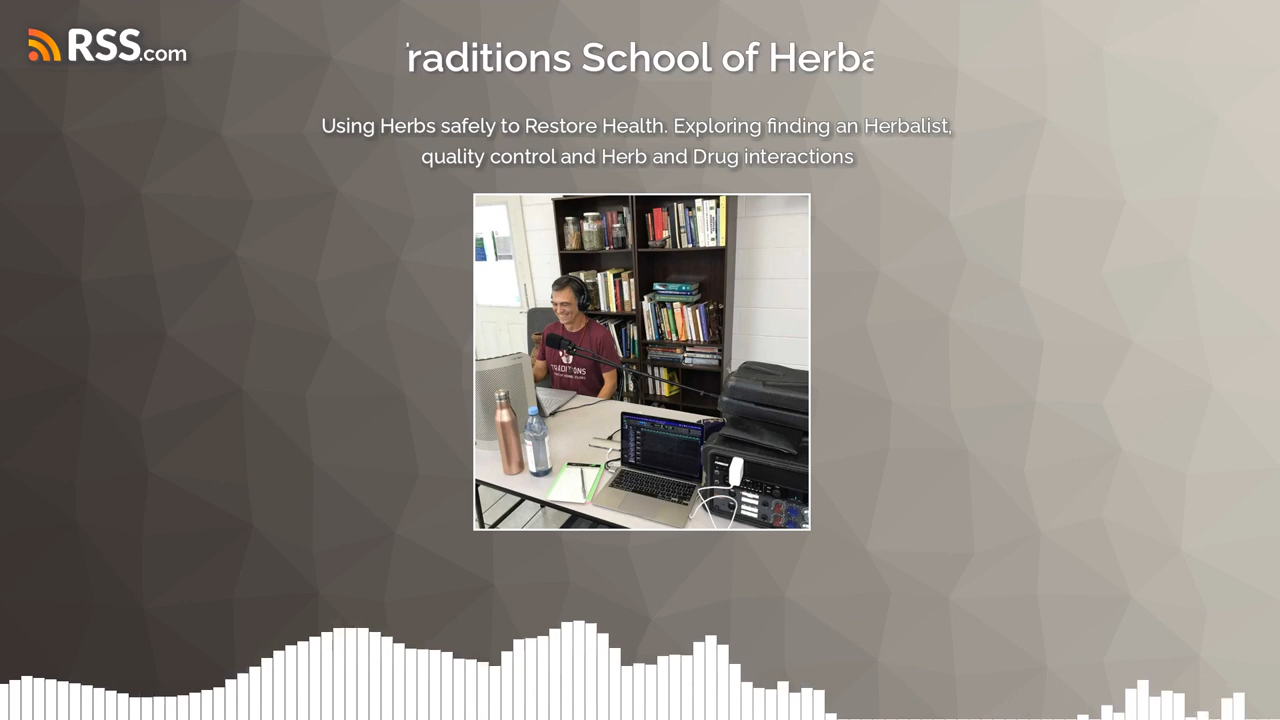 RSS.com
raditions School of Herba
Using Herbs safely to Restore Health. Exploring finding an Herbalist,
quality control and Herb and Drug interactions
TRADITIONS